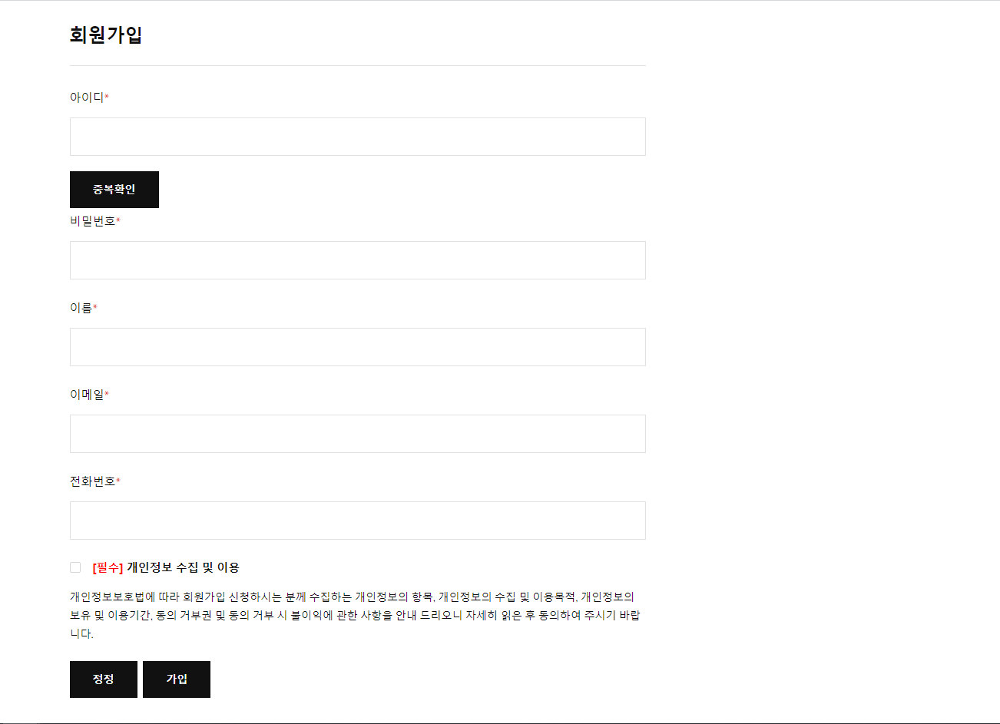 회원가입
아이디*
중복확인
비밀번호*
이름*
이메일*
전화번호*
[필수] 개인정보 수집 및 이용
개인정보보호법에 따라 회원가입 신청하시는 분께 수집하는 개인정보의 항목, 개인정보의 수집 및 이용목적, 개인정보의
보유 및 이용기간, 동의 거부권 및 동의 거부 시 불이익에 관한 사항을 안내 드리오니 자세히 읽은 후 동의하여 주시기 바랍
니다.
정정 가입